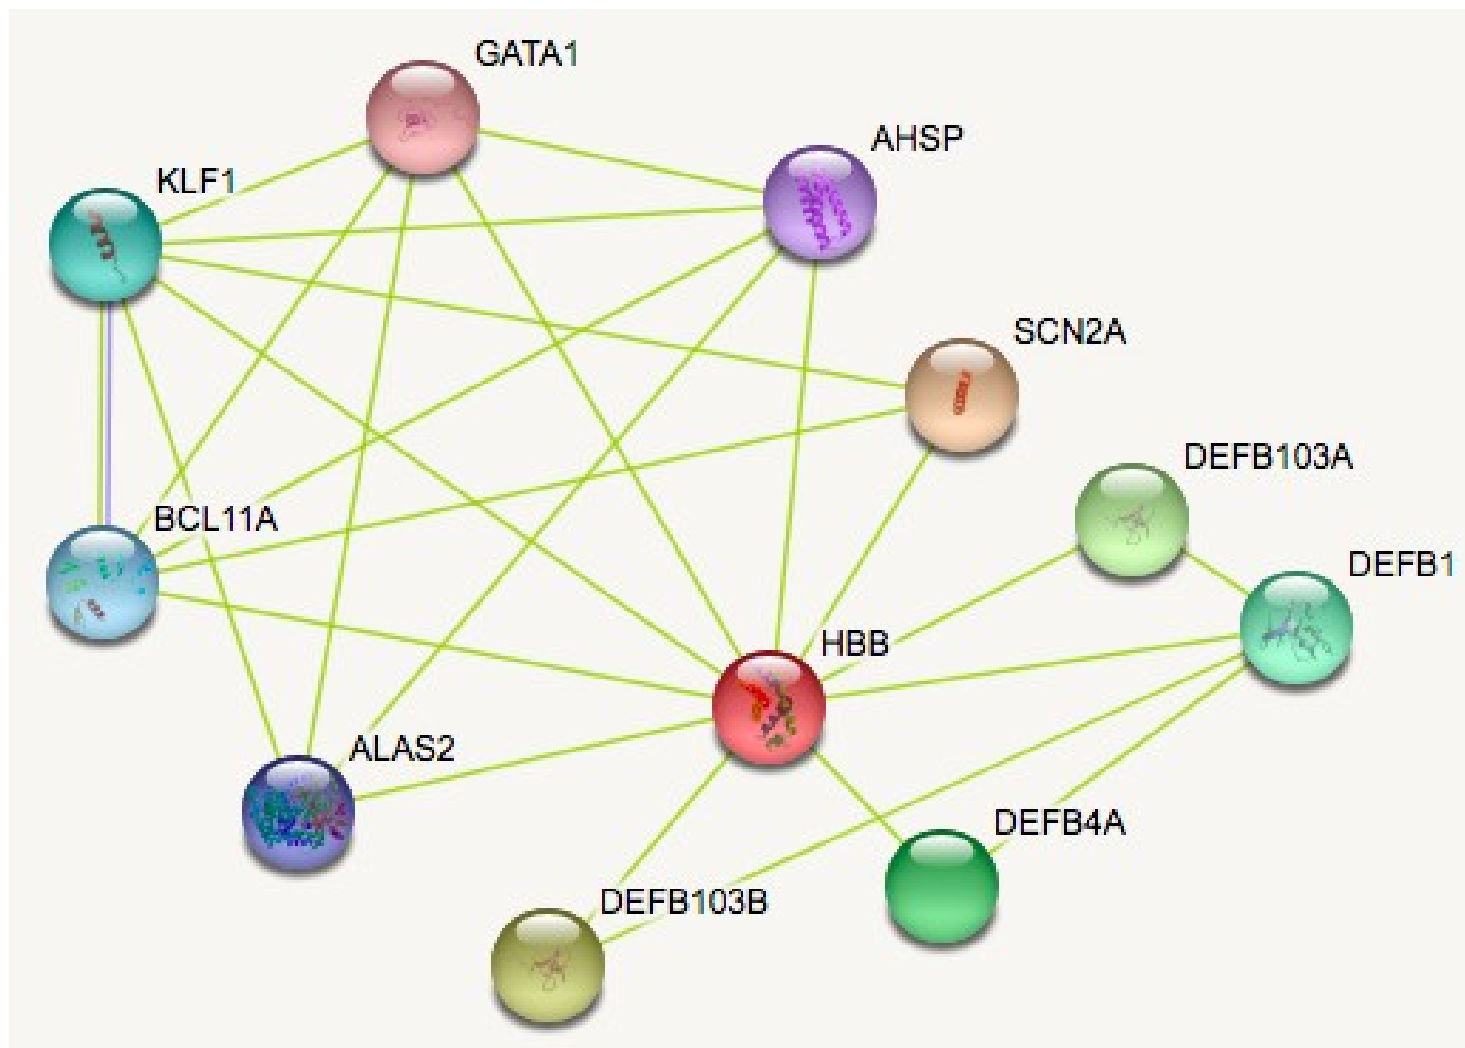 GATA1
AHSP
KLF1
SCN2A
DEFB103A
BCL11A
DEFB1
HBB
ALAS2
DEFB4A
DEFB103B